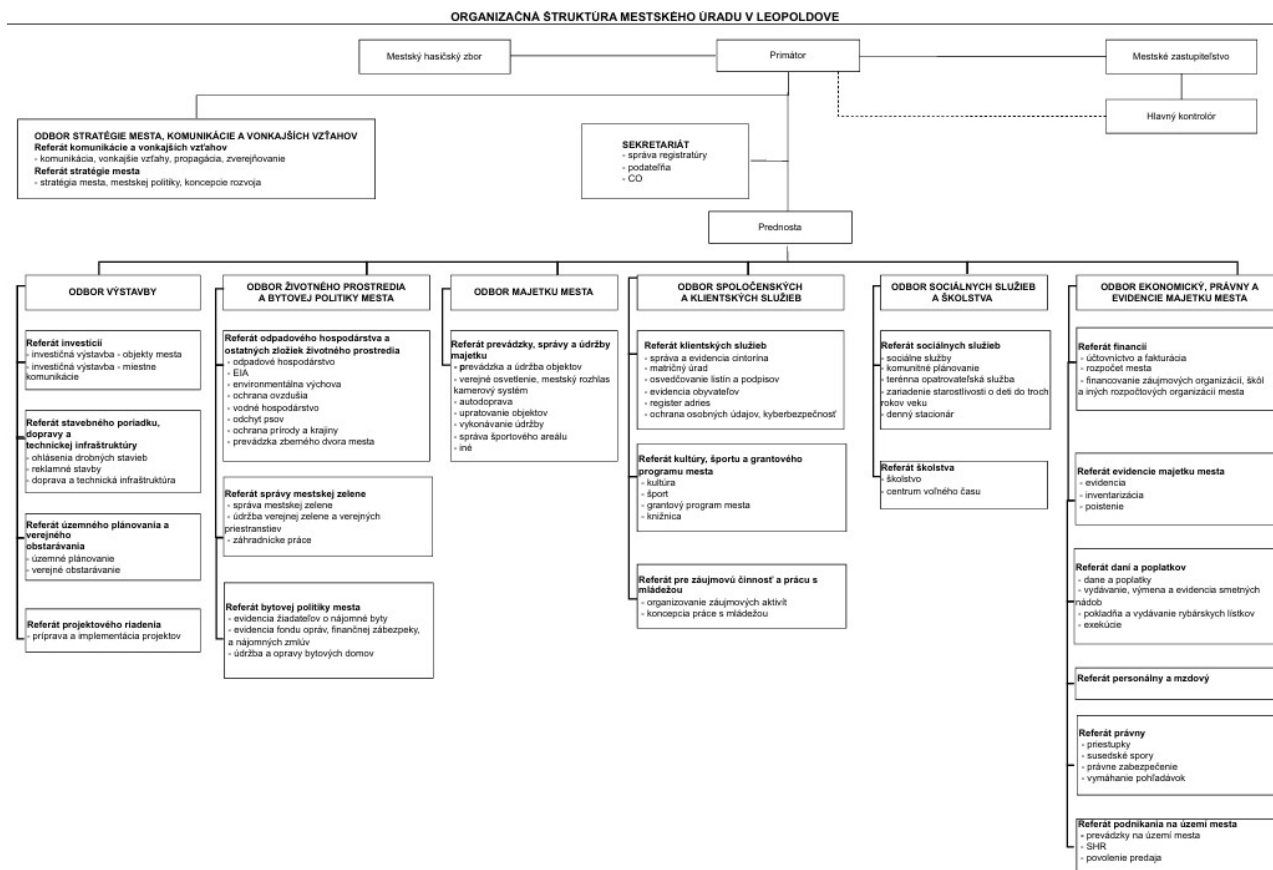 ORGANIZAČNÁ ŠTRUKTÚRA MESTSKÉHO ÚRADU V LEOPOLDOVE
Mestský hasičský zbor
Primátor
Mestské zastupiteľstvo
Hlavný kontrolór
ODBOR STRATÉGIE MESTA, KOMUNIKÁCIE A VONKAJŠÍCH VZŤAHOV
Referát komunikácie a vonkajších vzťahov
- komunikácia, vonkajšie vzťahy, propagácia, zverejňovanie
Referát stratégie mesta
- stratégia mesta, mestskej politiky, koncepcie rozvoja
SEKRETARIÁT
- správa registratúry
- podateľňa
- CO
Prednosta
ODBOR VÝSTAVBY
Referát investícií
- investičná výstavba - objekty mesta
- investičná výstavba - miestne
komunikácie
Referát stavebného poriadku,
dopravy a
technickej infraštruktúry
- ohlásenia drobných stavieb
- reklamné stavby
- doprava a technická infraštruktúra
Referát územného plánovania a
verejného
obstarávania
- územné plánovanie
- verejné obstarávanie
Referát projektového riadenia
- príprava a implementácia projektov
ODBOR ŽIVOTNÉHO PROSTREDIA
A BYTOVEJ POLITIKY MESTA
Referát odpadového hospodárstva a
ostatných zložiek životného prostredia
- odpadové hospodárstvo
- EIA
- environmentálna výchova
- ochrana ovzdušia
- vodné hospodárstvo
- odchyt psov
- ochrana prírody a krajiny
- prevádzka zberného dvora mesta
Referát správy mestskej zelene
- správa mestskej zelene
- údržba verejnej zelene a verejných
priestranstiev
- záhradnícke práce
Referát bytovej politiky mesta
- evidencia žiadateľov o nájomné byty
- evidencia fondu opráv, finančnej zábezpeky,
a nájomných zmlúv
- údržba a opravy bytových domov
ODBOR MAJETKU MESTA
Referát prevádzky, správy a údržby
majetku
- prevádzka a údržba objektov
- verejné osvetlenie, mestský rozhlas
kamerový systém
- autodoprava
- upratovanie objektov
- vykonávanie údržby
- správa športového areálu
- iné
ODBOR SPOLOČENSKÝCH
A KLIENTSKÝCH SLUŽIEB
Referát klientských služieb
- správa a evidencia cintorína
- matričný úrad
- osvedčovanie listín a podpisov
- evidencia obyvateľov
- register adries
- ochrana osobných údajov, kyberbezpečnosť
Referát kultúry, športu a grantového
programu mesta
- kultúra
- šport
- grantový program mesta
- knižnica
Referát pre záujmovú činnosť a prácu s
mládežou
- organizovanie záujmových aktivít
- koncepcia práce s mládežou
ODBOR SOCIÁLNYCH SLUŽIEB
A ŠKOLSTVA
Referát sociálnych služieb
- sociálne služby
- komunitné plánovanie
- terénna opatrovateľská služba
- zariadenie starostlivosti o deti do troch
rokov veku
- denný stacionár
Referát školstva
- školstvo
- centrum voľného času
ODBOR EKONOMICKÝ, PRÁVNY A
EVIDENCIE MAJETKU MESTA
Referát financií
- účtovníctvo a fakturácia
- rozpočet mesta
- financovanie záujmových organizácií, škôl
a iných rozpočtových organizácií mesta
Referát evidencie majetku mesta
- evidencia
- inventarizácia
- poistenie
Referát daní a poplatkov
- dane a poplatky
- vydávanie, výmena a evidencia smetných
nádob
- pokladňa a vydávanie rybárskych lístkov
- exekúcie
Referát personálny a mzdový
Referát právny
- priestupky
- susedské spory
- právne zabezpečenie
- vymáhanie pohľadávok
Referát podnikania na území mesta
- prevádzky na území mesta
- SHR
- povolenie predaja